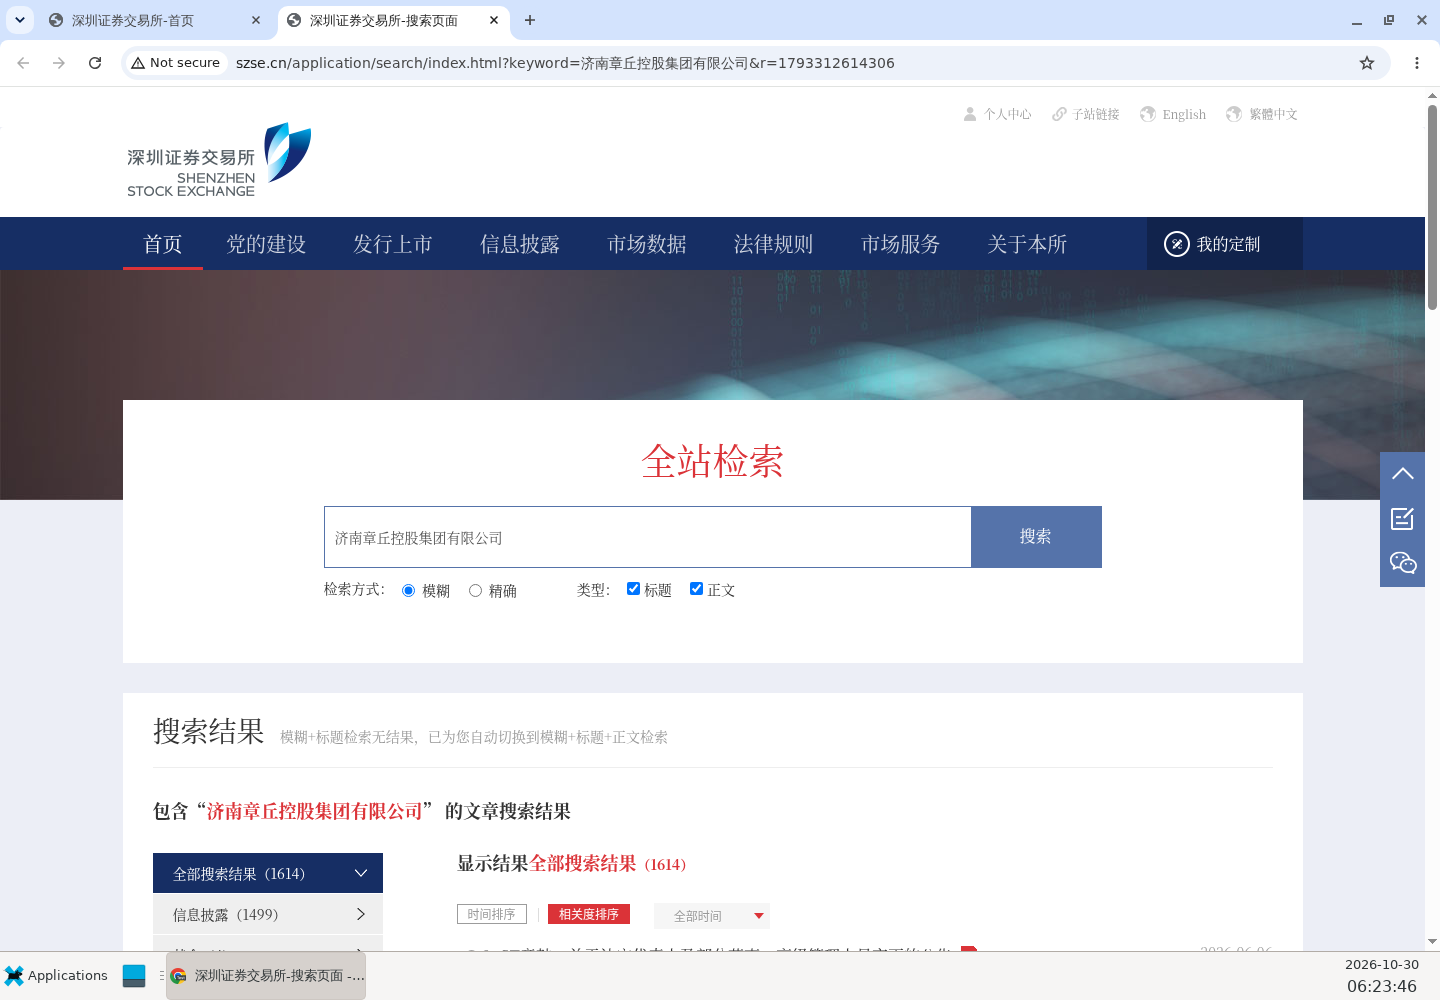 深圳证券交易所-首页
深圳证券交易所-搜索页面
Not secure
szse.cn/application/search/index.html?keyword=济南章丘控股集团有限公司&r=1793312614306
个人中心
子站链接
English
繁體中文
深圳证券交易所
SHENZHEN
STOCK EXCHANGE
首页
党的建设
发行上市
信息披露
市场数据
法律规则
市场服务
关于本所
我的定制
全站检索
济南章丘控股集团有限公司
搜索
检索方式：
模糊
精确
类型：
标题
正文
搜索结果
模糊+标题检索无结果，已为您自动切换到模糊+标题+正文检索
包含“济南章丘控股集团有限公司” 的文章搜索结果
全部搜索结果（1614）
显示结果全部搜索结果（1614）
信息披露（1499）
时间排序
相关度排序
全部时间
Applications
深圳证券交易所-搜索页面 -...
2026-10-30
06:23:46